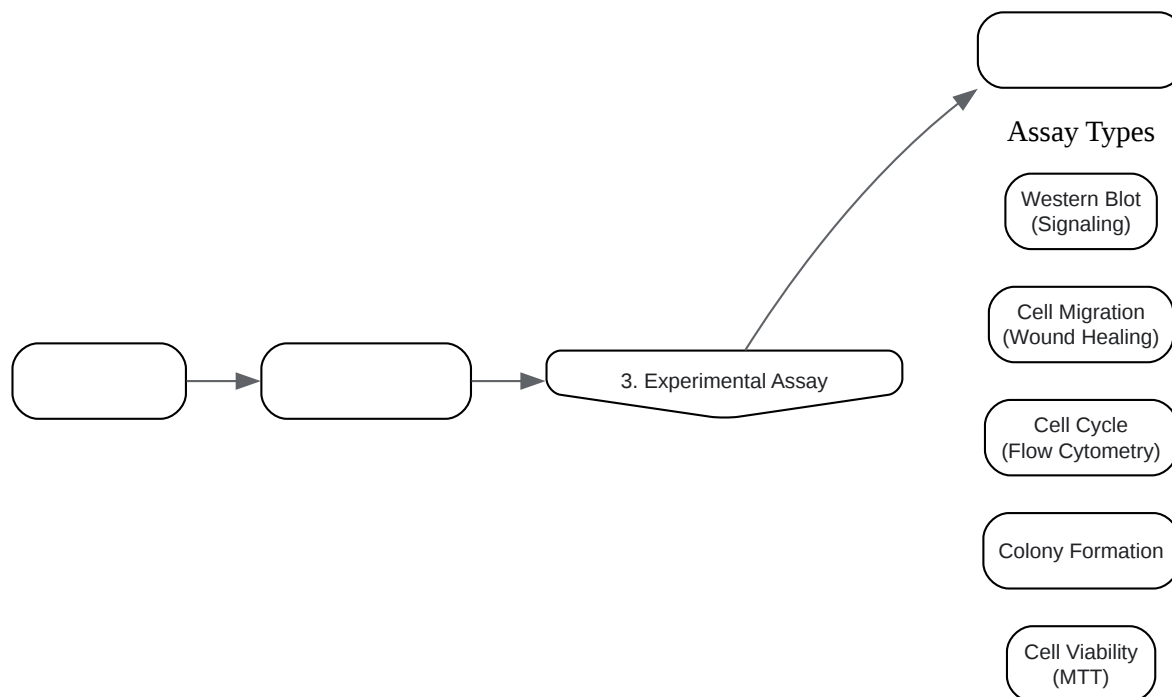 Assay Types
Western Blot
(Signaling)
Cell Migration
(Wound Healing)
3. Experimental Assay
Cell Cycle
(Flow Cytometry)
Colony Formation
Cell Viability
(MTT)